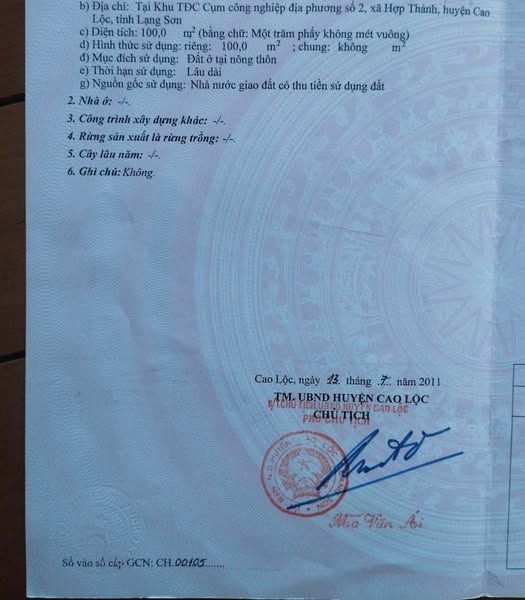 b) Địa chỉ: Tại Khu TĐC Cụm công nghiệp địa phương số 2, xã Hợp Thành, huyện Cao
Lộc, tỉnh Lạng Sơn
c) Diện tích: 100,0 m² (bằng chữ: Một trăm phẩy không mét vuông)
d) Hình thức sử dụng: riêng: 100,0 m² ; chung: không m²
đ) Mục đích sử dụng: Đất ở tại nông thôn
e) Thời hạn sử dụng: Lâu dài
g) Nguồn gốc sử dụng: Nhà nước giao đất có thu tiền sử dụng đất
2. Nhà ở: -/-.
3. Công trình xây dựng khác: -/-.
4. Rừng sản xuất là rừng trồng: -/-.
5. Cây lâu năm: -/-.
6. Ghi chú: Không.
Cao Lộc, ngày 13 tháng 7 năm 2011
TM. UBND HUYỆN CAO LỘC
K/T.CHỦ TỊCH UBND HUYỆN CAO LỘC
CHỦ TỊCH
PHÓ CHỦ TỊCH
Mã Văn Ái
Số vào sổ cấp GCN: CH.00105.......